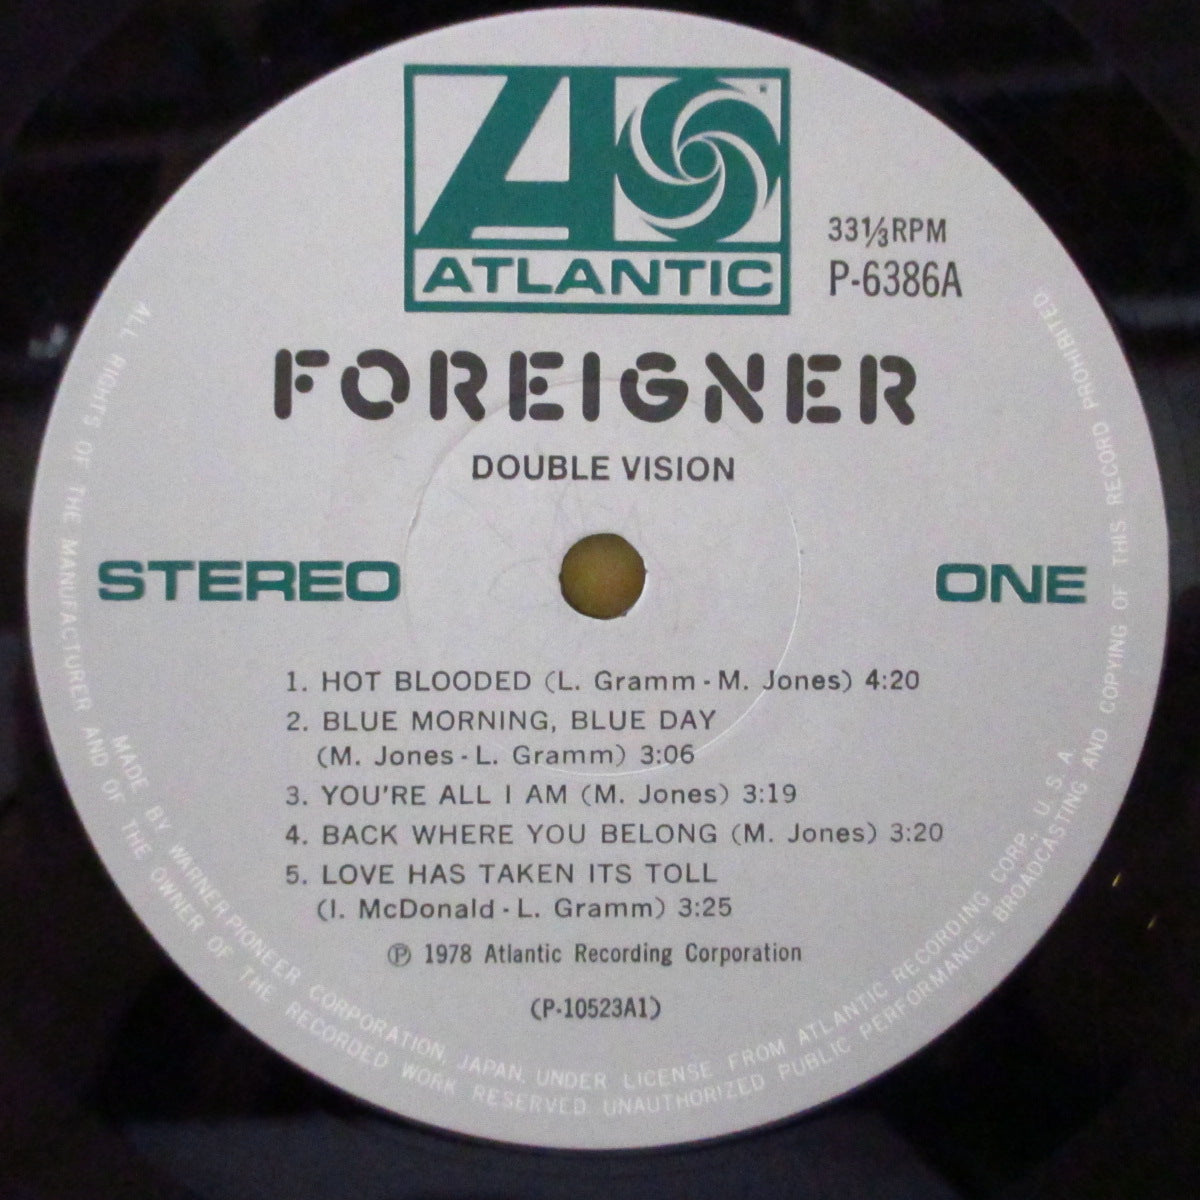 ATLANTIC
33⅓RPM
P-6386A
FOREIGNER
DOUBLE VISION
STEREO
ONE
1. HOT BLOODED (L. Gramm - M. Jones) 4:20
2. BLUE MORNING, BLUE DAY
(M. Jones - L. Gramm) 3:06
3. YOU'RE ALL I AM (M. Jones) 3:19
4. BACK WHERE YOU BELONG (M. Jones) 3:20
5. LOVE HAS TAKEN ITS TOLL
(I. McDonald - L. Gramm) 3:25
Ⓟ 1978 Atlantic Recording Corporation
(P-10523A1)
MADE BY WARNER-PIONEER CORPORATION, JAPAN. UNDER LICENSE FROM ATLANTIC RECORDING CORP., U. S. A.
ALL RIGHTS OF THE MANUFACTURER AND OF THE OWNER OF THE RECORDED WORK RESERVED. UNAUTHORIZED PUBLIC PERFORMANCE, BROADCASTING AND COPYING OF THIS RECORD PROHIBITED